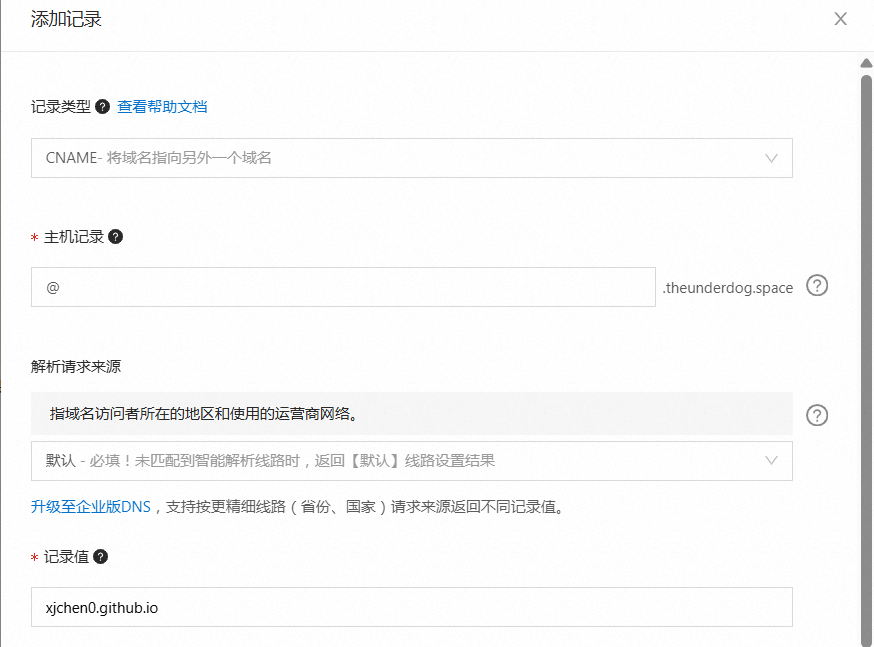 添加记录
记录类型 ? 查看帮助文档
CNAME- 将域名指向另外一个域名
* 主机记录 ?
@ .theunderdog.space ?
解析请求来源
指域名访问者所在的地区和使用的运营商网络。 ?
默认 - 必填！未匹配到智能解析线路时，返回【默认】线路设置结果
升级至企业版DNS，支持按更精细线路（省份、国家）请求来源返回不同记录值。
* 记录值 ?
xjchen0.github.io